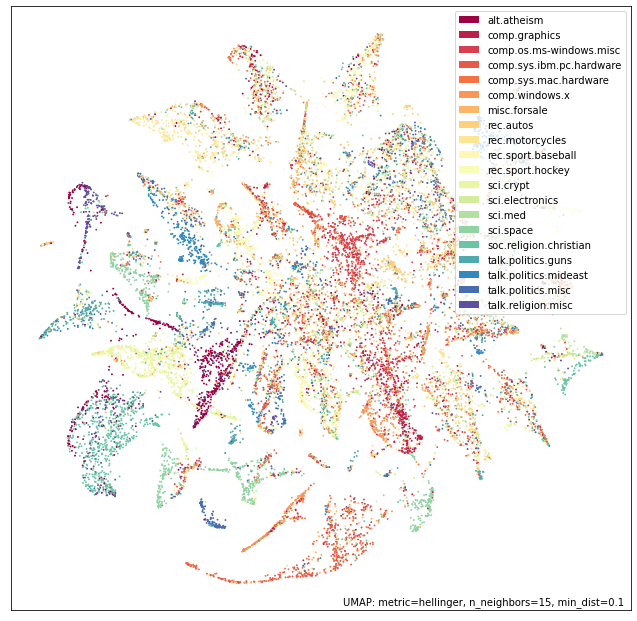 alt.atheism
comp.graphics
comp.os.ms-windows.misc
comp.sys.ibm.pc.hardware
comp.sys.mac.hardware
comp.windows.x
misc.forsale
rec.autos
rec.motorcycles
rec.sport.baseball
rec.sport.hockey
sci.crypt
sci.electronics
sci.med
sci.space
soc.religion.christian
talk.politics.guns
talk.politics.mideast
talk.politics.misc
talk.religion.misc
UMAP: metric=hellinger, n_neighbors=15, min_dist=0.1